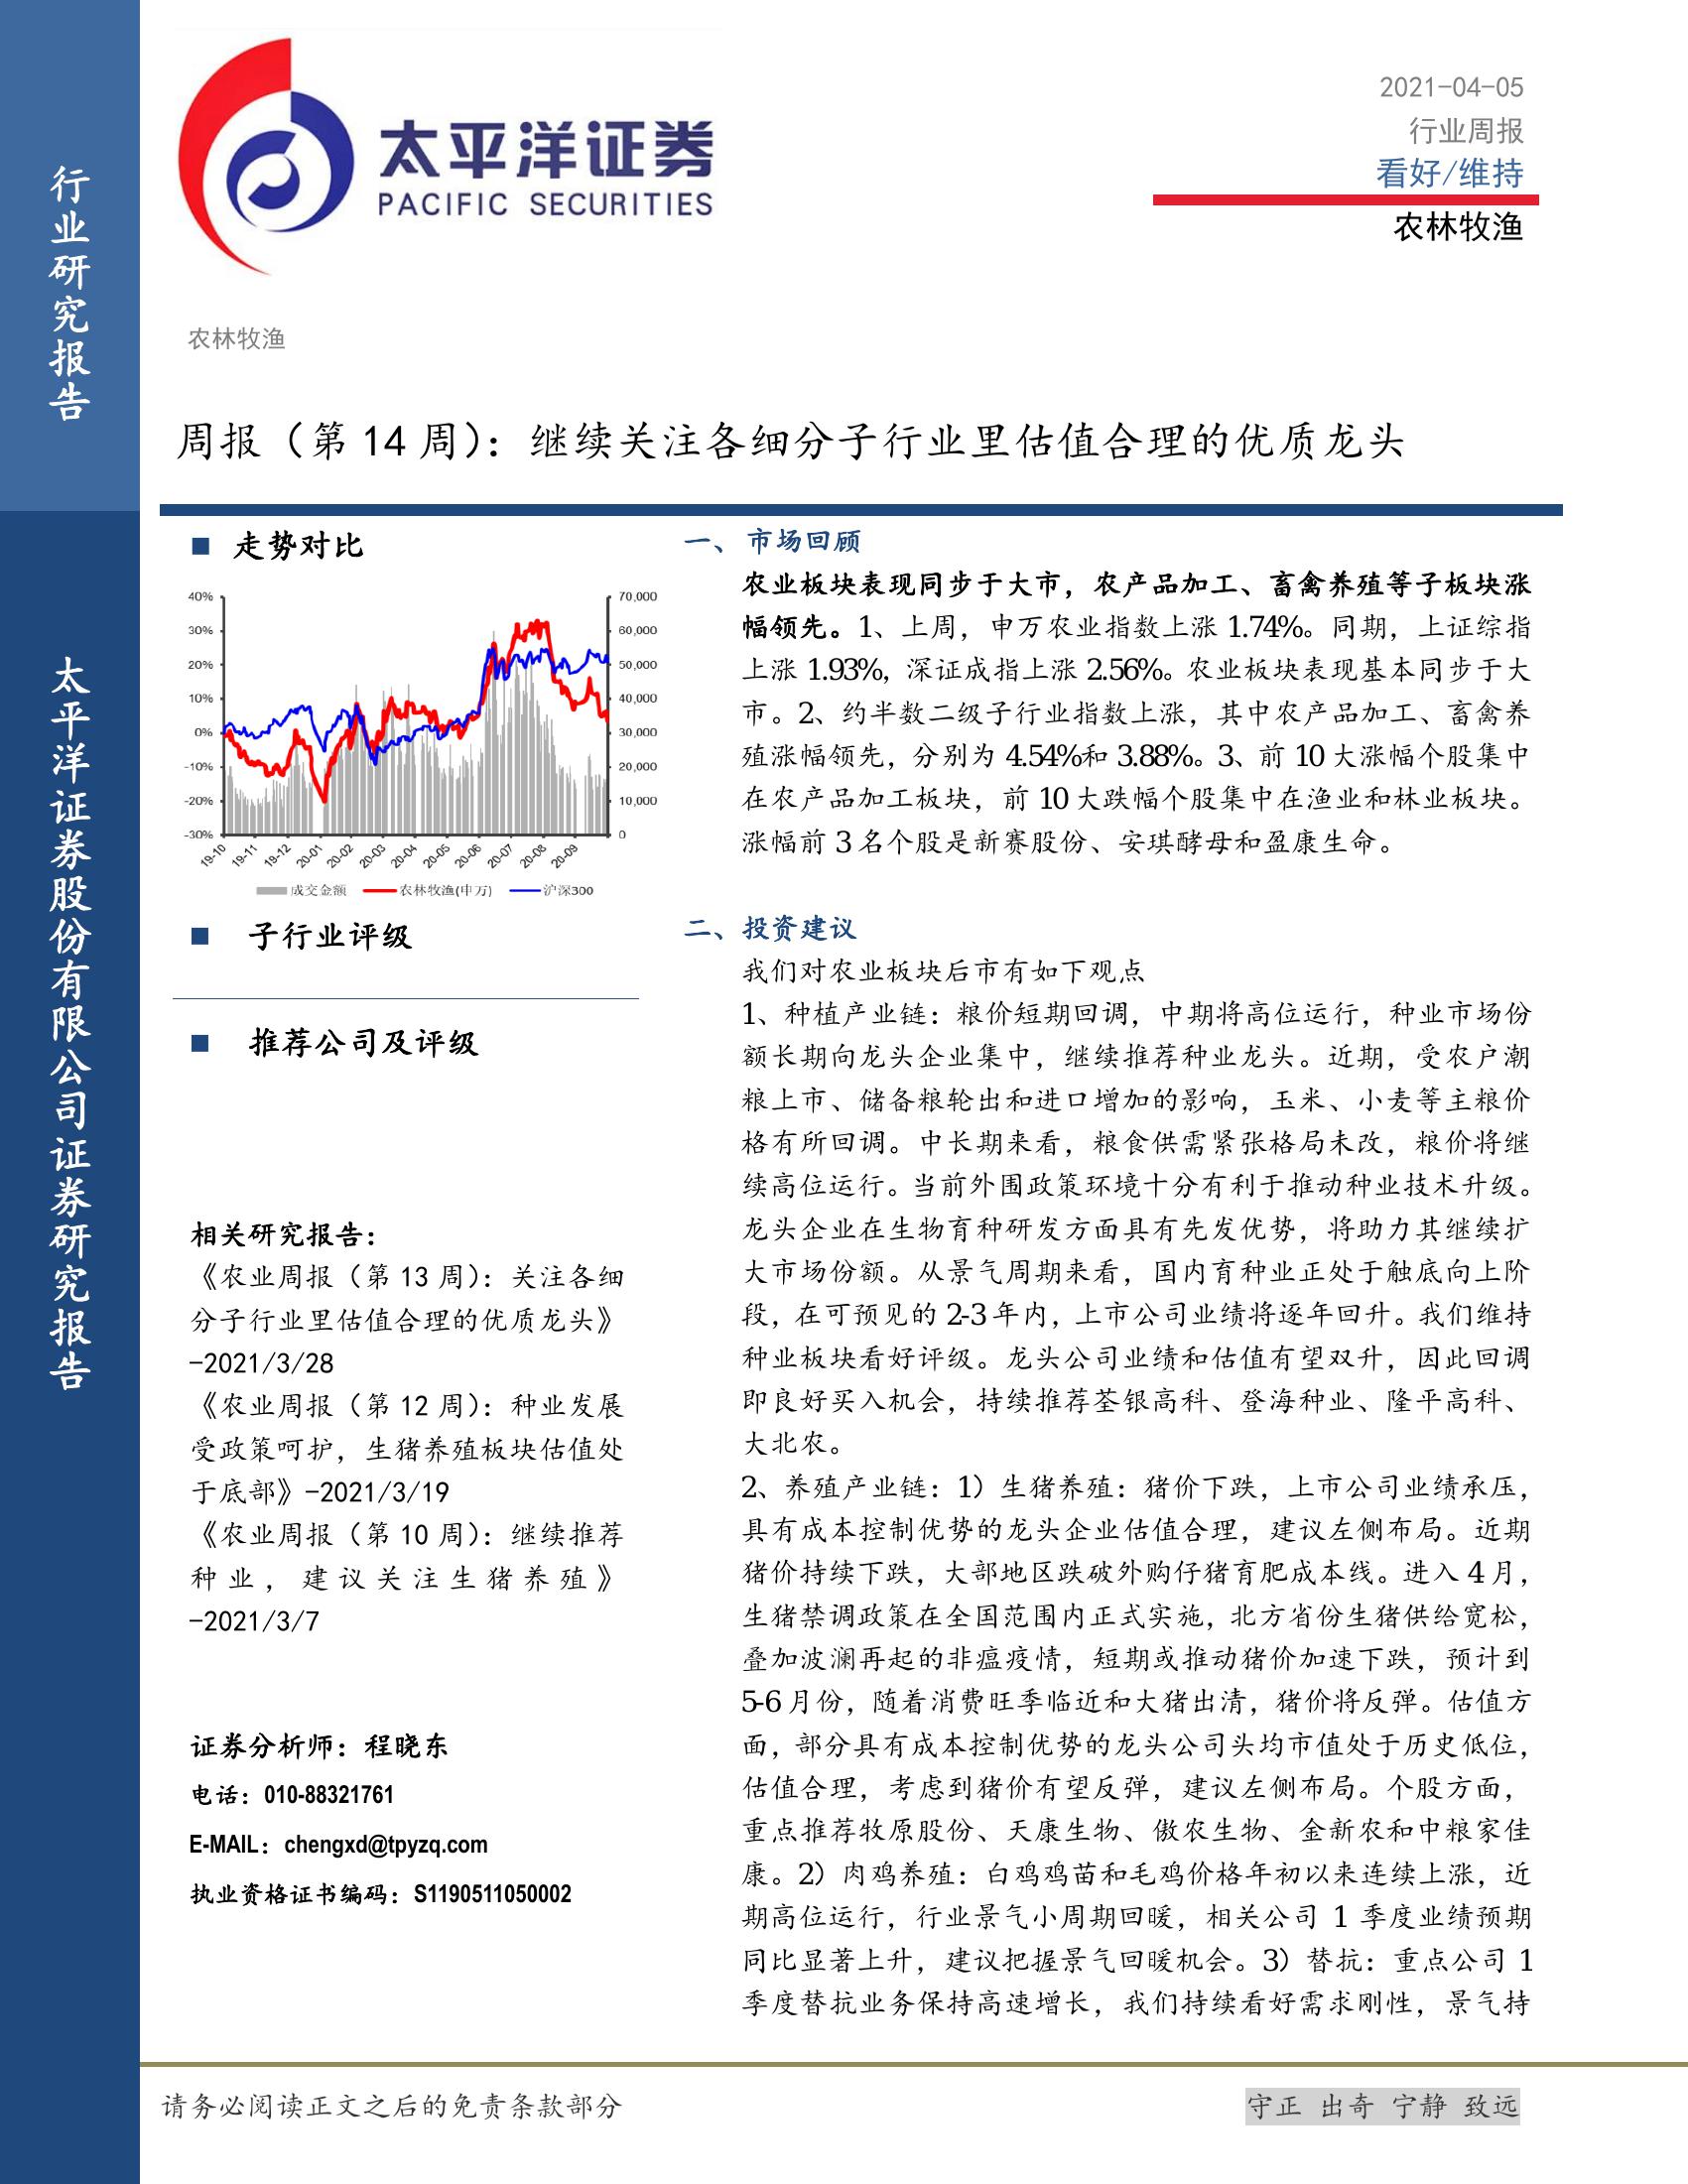 行业研究报告
太平洋证券股份有限公司证券研究报告
太平洋证券
PACIFIC SECURITIES
2021-04-05
行业周报
看好/维持
农林牧渔
农林牧渔
周报（第 14 周）：继续关注各细分子行业里估值合理的优质龙头
■ 走势对比
40%
30%
20%
10%
0%
-10%
-20%
-30%
70,000
60,000
50,000
40,000
30,000
20,000
10,000
0
19-10 19-11 19-12 20-01 20-02 20-03 20-04 20-05 20-06 20-07 20-08 20-09
成交金额 农林牧渔(申万) 沪深300
■ 子行业评级
■ 推荐公司及评级
相关研究报告：
《农业周报（第 13 周）：关注各细
分子行业里估值合理的优质龙头》
-2021/3/28
《农业周报（第 12 周）：种业发展
受政策呵护，生猪养殖板块估值处
于底部》-2021/3/19
《农业周报（第 10 周）：继续推荐
种业，建议关注生猪养殖》
-2021/3/7
证券分析师：程晓东
电话：010-88321761
E-MAIL：chengxd@tpyzq.com
执业资格证书编码：S1190511050002
一、 市场回顾
农业板块表现同步于大市，农产品加工、畜禽养殖等子板块涨
幅领先。1、上周，申万农业指数上涨 1.74%。同期，上证综指
上涨 1.93%，深证成指上涨 2.56%。农业板块表现基本同步于大
市。2、约半数二级子行业指数上涨，其中农产品加工、畜禽养
殖涨幅领先，分别为 4.54%和 3.88%。3、前 10 大涨幅个股集中
在农产品加工板块，前 10 大跌幅个股集中在渔业和林业板块。
涨幅前 3 名个股是新赛股份、安琪酵母和盈康生命。
二、投资建议
我们对农业板块后市有如下观点
1、种植产业链：粮价短期回调，中期将高位运行，种业市场份
额长期向龙头企业集中，继续推荐种业龙头。近期，受农户潮
粮上市、储备粮轮出和进口增加的影响，玉米、小麦等主粮价
格有所回调。中长期来看，粮食供需紧张格局未改，粮价将继
续高位运行。当前外围政策环境十分有利于推动种业技术升级。
龙头企业在生物育种研发方面具有先发优势，将助力其继续扩
大市场份额。从景气周期来看，国内育种业正处于触底向上阶
段，在可预见的 2-3 年内，上市公司业绩将逐年回升。我们维持
种业板块看好评级。龙头公司业绩和估值有望双升，因此回调
即良好买入机会，持续推荐荃银高科、登海种业、隆平高科、
大北农。
2、养殖产业链：1）生猪养殖：猪价下跌，上市公司业绩承压，
具有成本控制优势的龙头企业估值合理，建议左侧布局。近期
猪价持续下跌，大部地区跌破外购仔猪育肥成本线。进入 4 月，
生猪禁调政策在全国范围内正式实施，北方省份生猪供给宽松，
叠加波澜再起的非瘟疫情，短期或推动猪价加速下跌，预计到
5-6 月份，随着消费旺季临近和大猪出清，猪价将反弹。估值方
面，部分具有成本控制优势的龙头公司头均市值处于历史低位，
估值合理，考虑到猪价有望反弹，建议左侧布局。个股方面，
重点推荐牧原股份、天康生物、傲农生物、金新农和中粮家佳
康。2）肉鸡养殖：白鸡鸡苗和毛鸡价格年初以来连续上涨，近
期高位运行，行业景气小周期回暖，相关公司 1 季度业绩预期
同比显著上升，建议把握景气回暖机会。3）替抗：重点公司 1
季度替抗业务保持高速增长，我们持续看好需求刚性，景气持
请务必阅读正文之后的免责条款部分
守正 出奇 宁静 致远